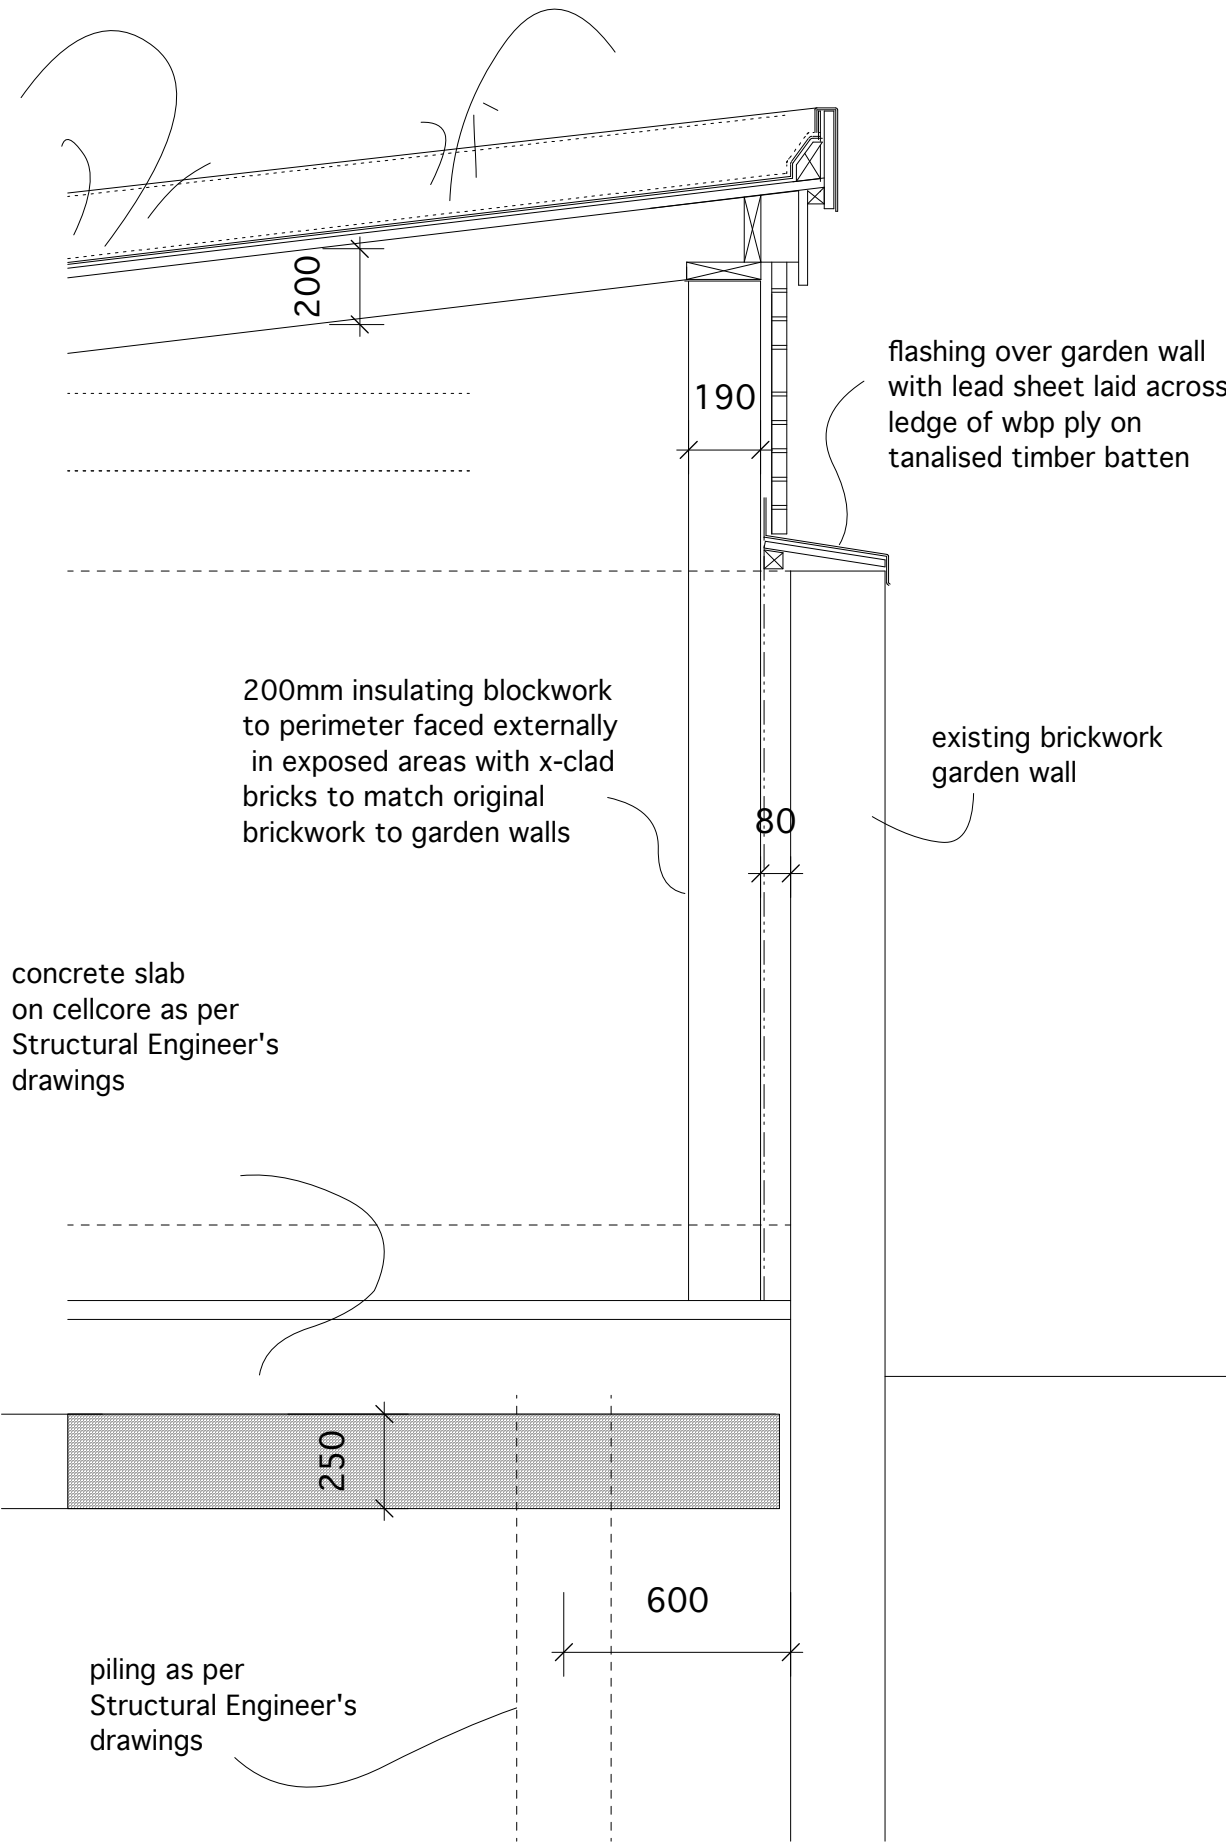 200
190
flashing over garden wall
with lead sheet laid across
ledge of wbp ply on
tanalised timber batten
200mm insulating blockwork
to perimeter faced externally
in exposed areas with x-clad
bricks to match original
brickwork to garden walls
existing brickwork
garden wall
80
concrete slab
on cellcore as per
Structural Engineer's
drawings
250
600
piling as per
Structural Engineer's
drawings